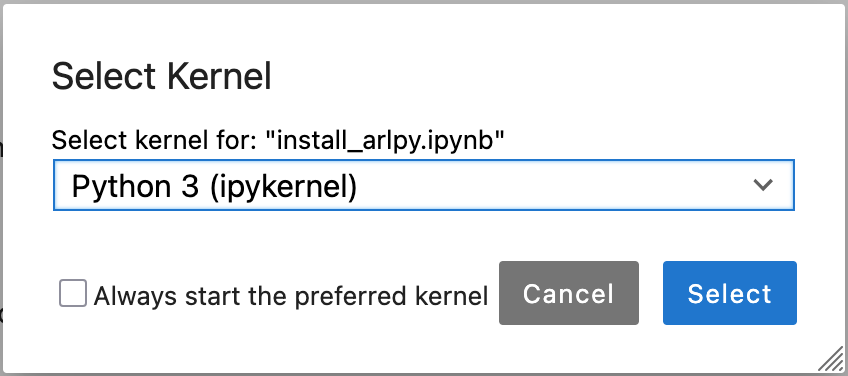 Select Kernel
Select kernel for: "install_arlpy.ipynb"
Python 3 (ipykernel)
Always start the preferred kernel Cancel Select